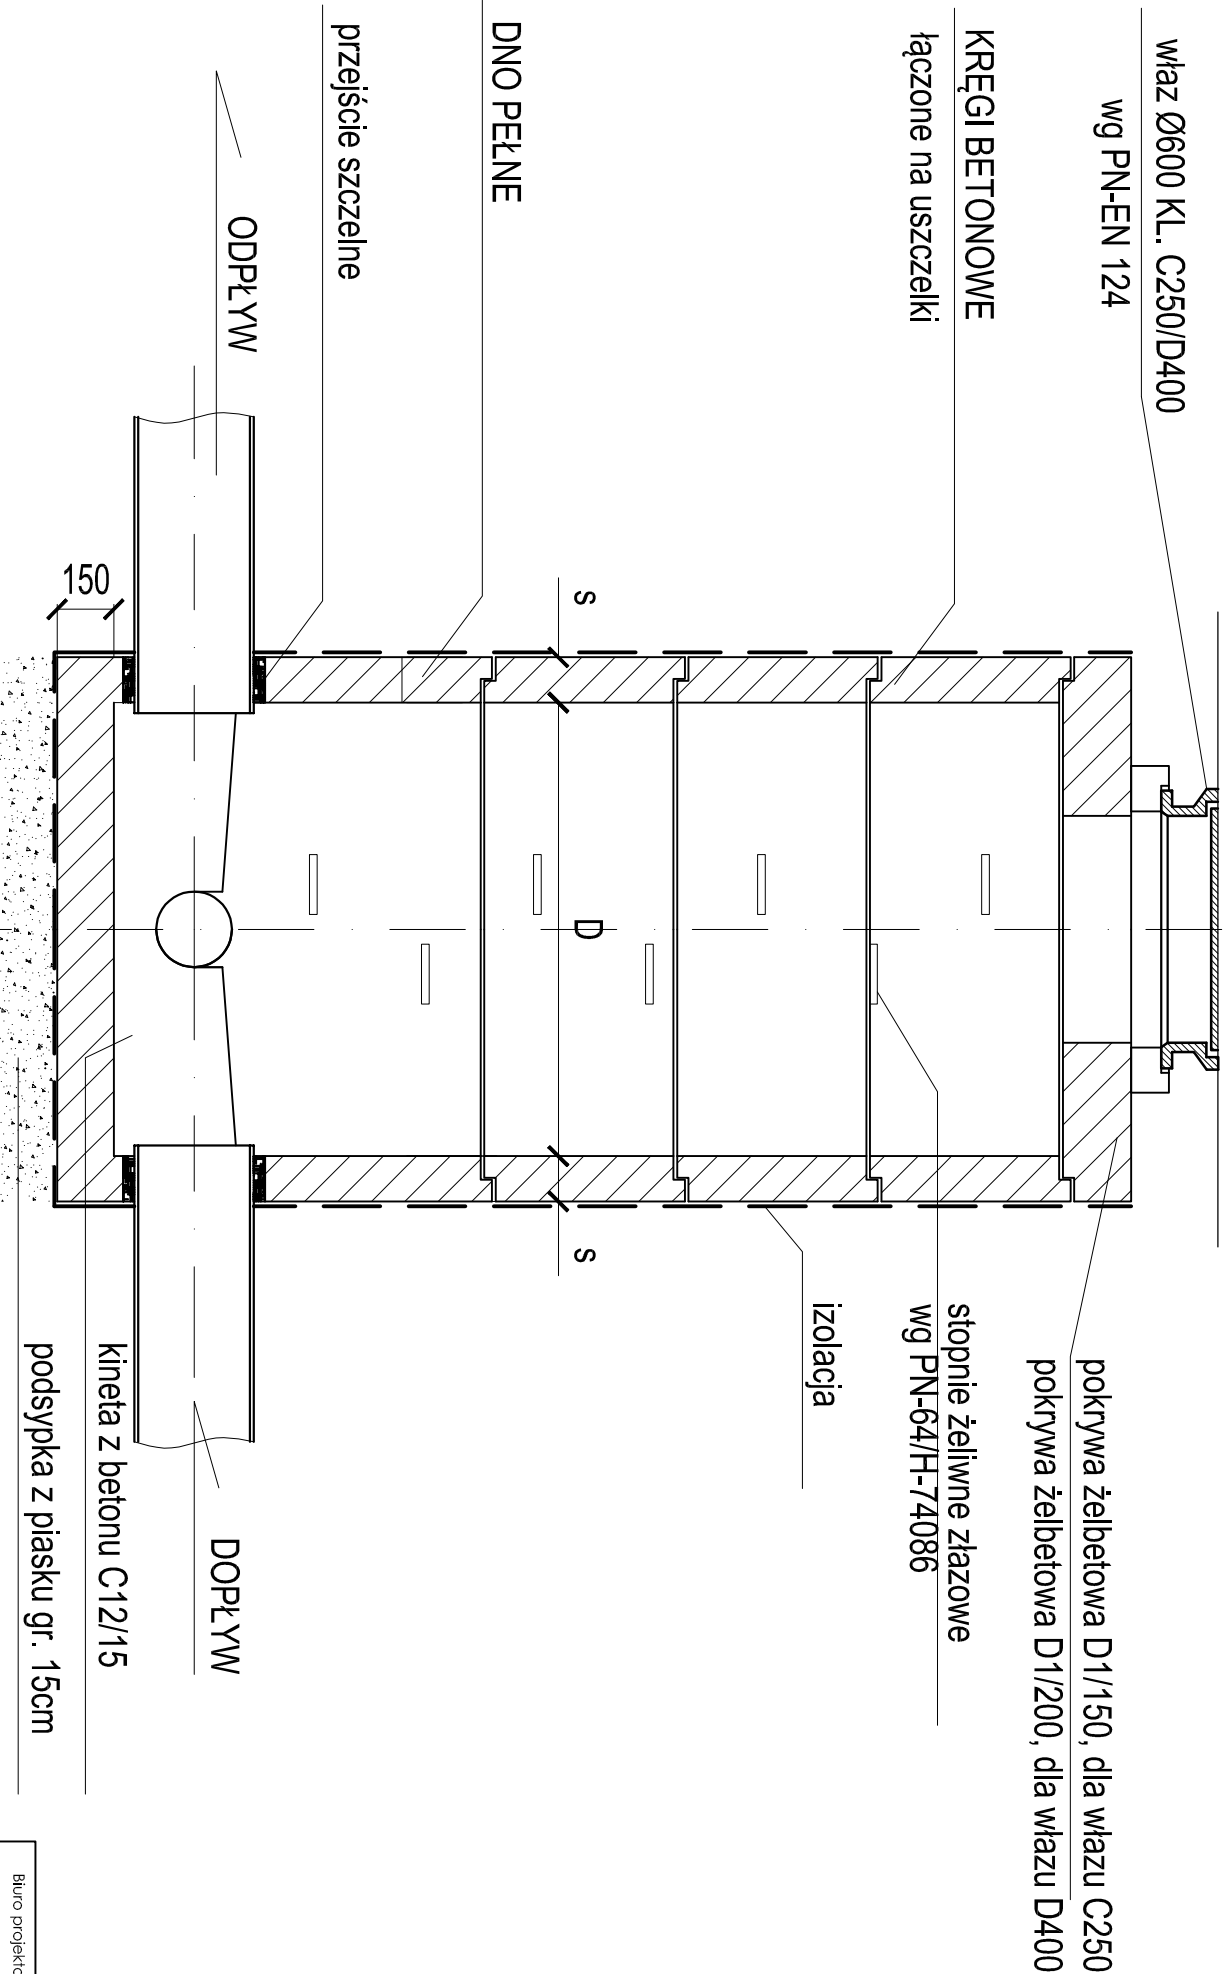 właz Ø600 KL. C250/D400
wg PN-EN 124
KRĘGI BETONOWE
łączone na uszczelki
DNO PEŁNE
przejście szczelne
ODPŁYW
150
s
D
s
pokrywa żelbetowa D1/150, dla włazu C250
pokrywa żelbetowa D1/200, dla włazu D400
stopnie żeliwne złazowe
wg PN-64/H-74086
izolacja
DOPŁYW
kineta z betonu C12/15
podsypka z piasku gr. 15cm
Biuro projekto